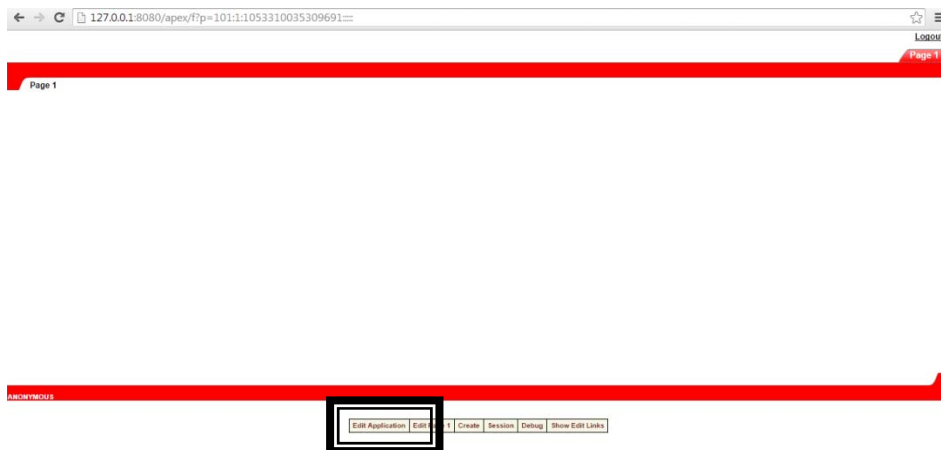 127.0.0.1:8080/apex/f?p=101:1:1053310035309691::::
Logout
Page 1
Page 1
ANONYMOUS
Edit Application Edit 1 Create Session Debug Show Edit Links